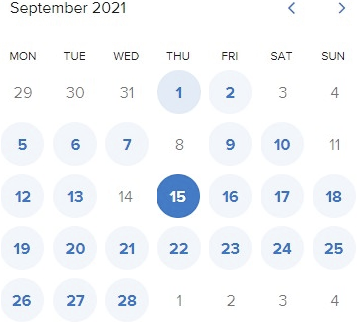 September 2021
MON TUE WED THU FRI SAT SUN
29 30 31 1 2 3 4
5 6 7 8 9 10 11
12 13 14 15 16 17 18
19 20 21 22 23 24 25
26 27 28 1 2 3 4